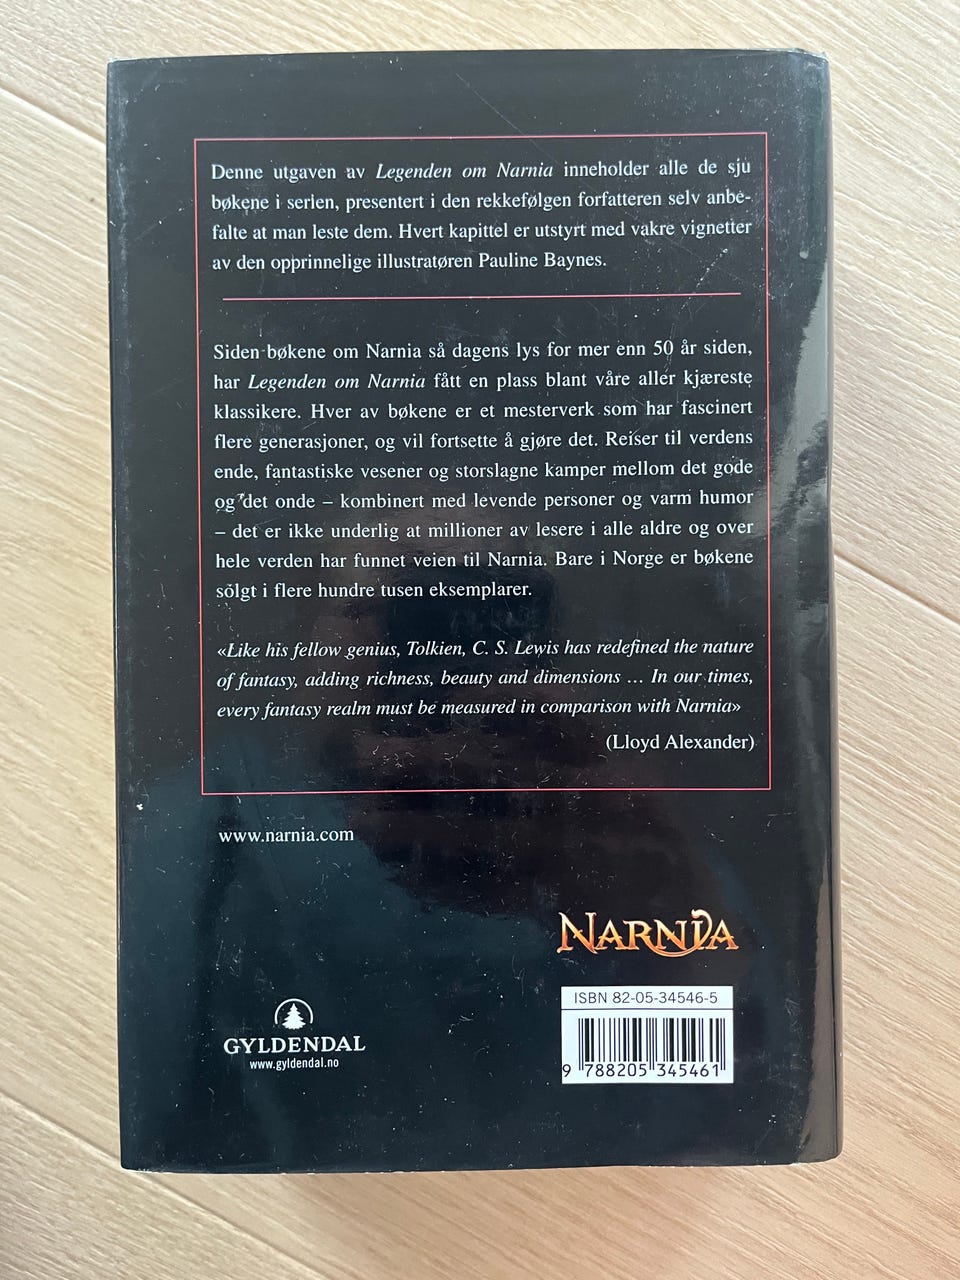 Denne utgaven av Legenden om Narnia inneholder alle de sju
bøkene i serien, presentert i den rekkefølgen forfatteren selv anbe-
falte at man leste dem. Hvert kapittel er utstyrt med vakre vignetter
av den opprinnelige illustratøren Pauline Baynes.
Siden bøkene om Narnia så dagens lys for mer enn 50 år siden,
har Legenden om Narnia fått en plass blant våre aller kjæreste
klassikere. Hver av bøkene er et mesterverk som har fascinert
flere generasjoner, og vil fortsette å gjøre det. Reiser til verdens
ende, fantastiske vesener og storslagne kamper mellom det gode
og det onde – kombinert med levende personer og varm humor
– det er ikke underlig at millioner av lesere i alle aldre og over
hele verden har funnet veien til Narnia. Bare i Norge er bøkene
solgt i flere hundre tusen eksemplarer.
«Like his fellow genius, Tolkien, C. S. Lewis has redefined the nature
of fantasy, adding richness, beauty and dimensions ... In our times,
every fantasy realm must be measured in comparison with Narnia»
(Lloyd Alexander)
www.narnia.com
NARNIA
ISBN 82-05-34546-5
9 788205 345461
GYLDENDAL
www.gyldendal.no